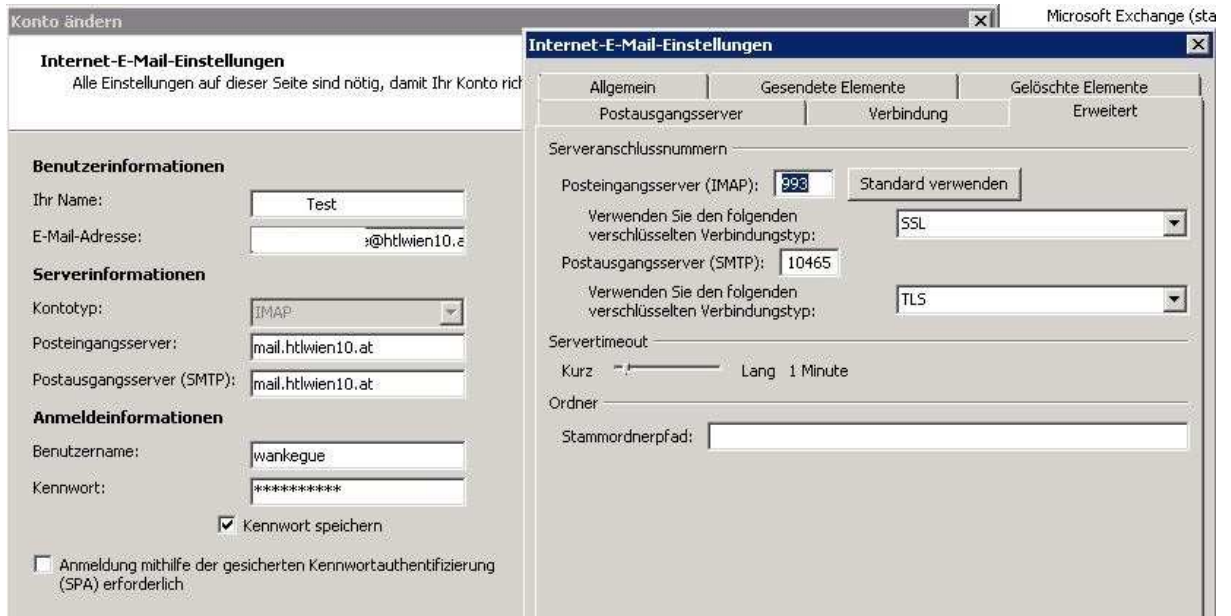 Konto ändern
Microsoft Exchange (sta
Internet-E-Mail-Einstellungen
Alle Einstellungen auf dieser Seite sind nötig, damit Ihr Konto rich
Benutzerinformationen
Ihr Name:
Test
E-Mail-Adresse:
@htlwien10.a
Serverinformationen
Kontotyp:
IMAP
Posteingangsserver:
mail.htlwien10.at
Postausgangsserver (SMTP):
mail.htlwien10.at
Anmeldeinformationen
Benutzername:
wankegue
Kennwort:
**********
Kennwort speichern
Anmeldung mithilfe der gesicherten Kennwortauthentifizierung
(SPA) erforderlich
Internet-E-Mail-Einstellungen
Allgemein
Gesendete Elemente
Gelöschte Elemente
Postausgangsserver
Verbindung
Erweitert
Serveranschlussnummern
Posteingangsserver (IMAP):
993
Standard verwenden
Verwenden Sie den folgenden
verschlüsselten Verbindungstyp:
SSL
Postausgangsserver (SMTP):
10465
Verwenden Sie den folgenden
verschlüsselten Verbindungstyp:
TLS
Servertimeout
Kurz
Lang 1 Minute
Ordner
Stammordnerpfad: